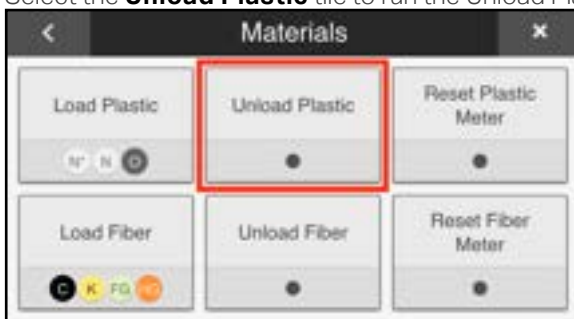 Select the Unload Plastic tile to run the Unload
Materials
Load Plastic
Unload Plastic
Reset Plastic
Meter
N
Load Fiber
Unload Fiber
Reset Fiber
Meter
C K FG